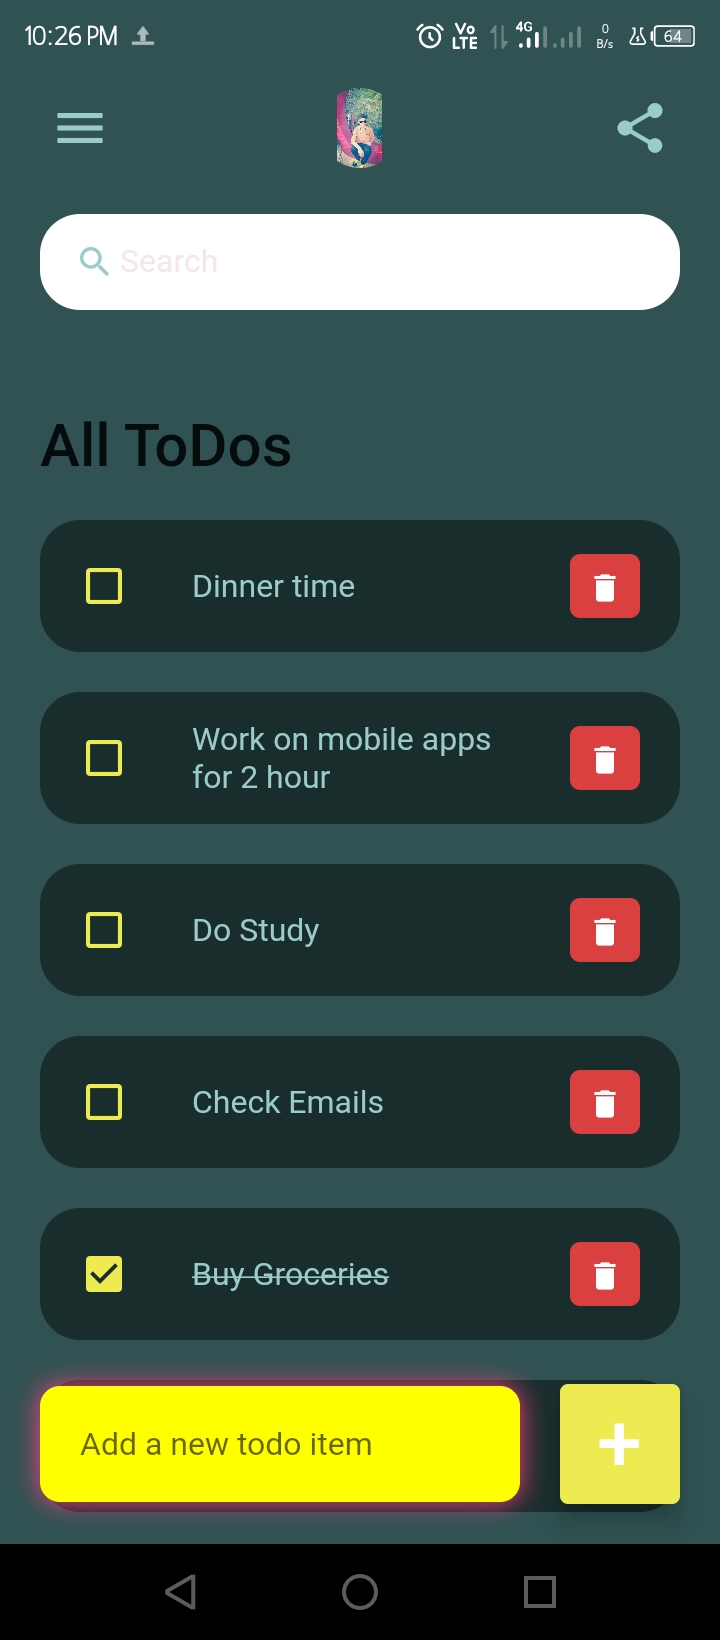 10:26 PM Vo LTE 4G 0 B/s 64
Search
All ToDos
Dinner time
Work on mobile apps
for 2 hour
Do Study
Check Emails
Buy Groceries
Add a new todo item